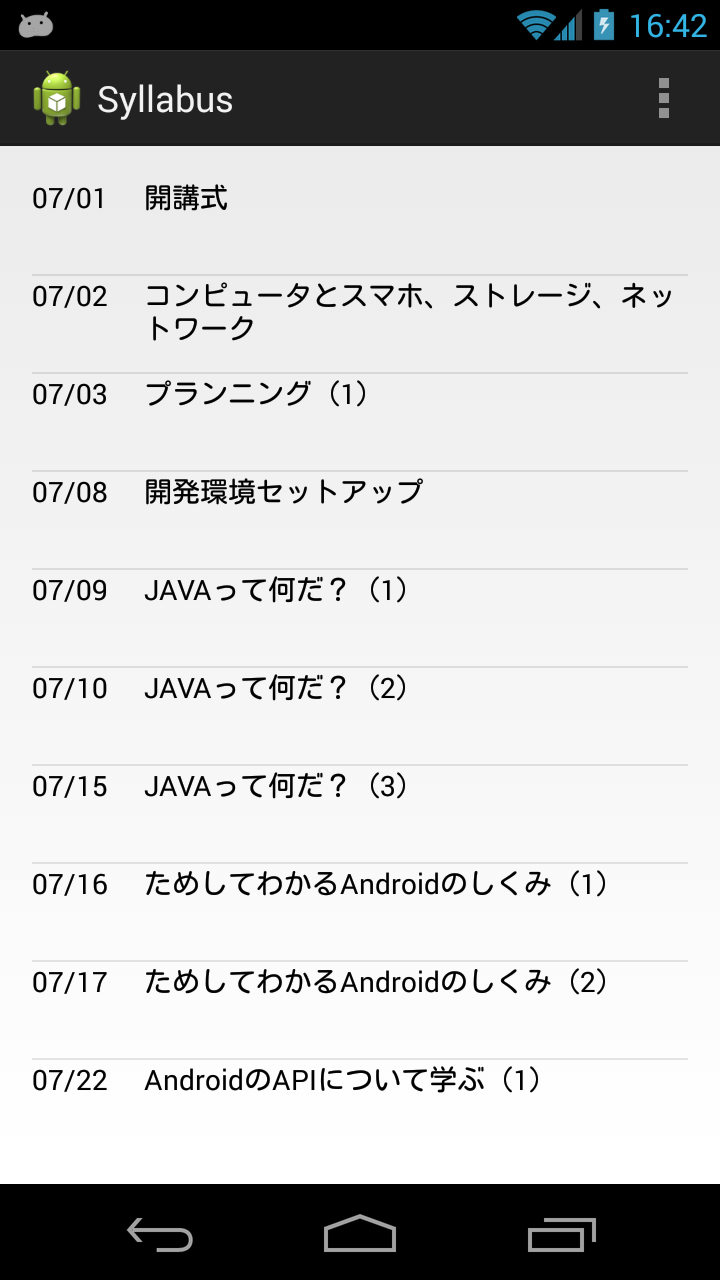 16:42
Syllabus
07/01 開講式
07/02 コンピュータとスマホ、ストレージ、ネッ
トワーク
07/03 プランニング（1）
07/08 開発環境セットアップ
07/09 JAVAって何だ？（1）
07/10 JAVAって何だ？（2）
07/15 JAVAって何だ？（3）
07/16 ためしてわかるAndroidのしくみ（1）
07/17 ためしてわかるAndroidのしくみ（2）
07/22 AndroidのAPIについて学ぶ（1）